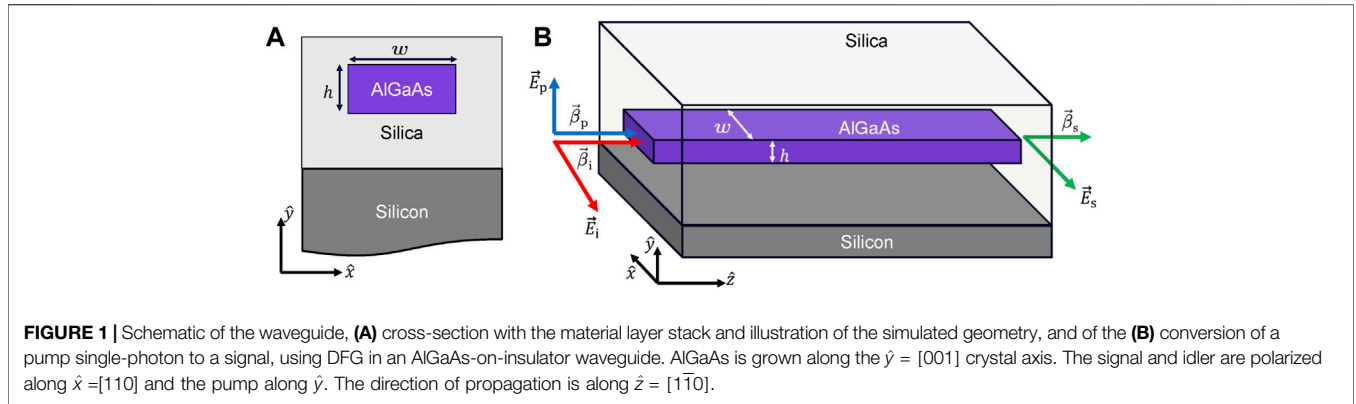 A
w
h
AlGaAs
Silica
Silicon
ŷ
x̂
B
Silica
E⃗p
β⃗p
w
AlGaAs
β⃗s
h
β⃗i
E⃗i
E⃗s
Silicon
ŷ
x̂
ẑ
FIGURE 1 | Schematic of the waveguide, (A) cross-section with the material layer stack and illustration of the simulated geometry, and of the (B) conversion of a
pump single-photon to a signal, using DFG in an AlGaAs-on-insulator waveguide. AlGaAs is grown along the ŷ = [001] crystal axis. The signal and idler are polarized
along x̂ =[110] and the pump along ŷ. The direction of propagation is along ẑ = [11̄0].